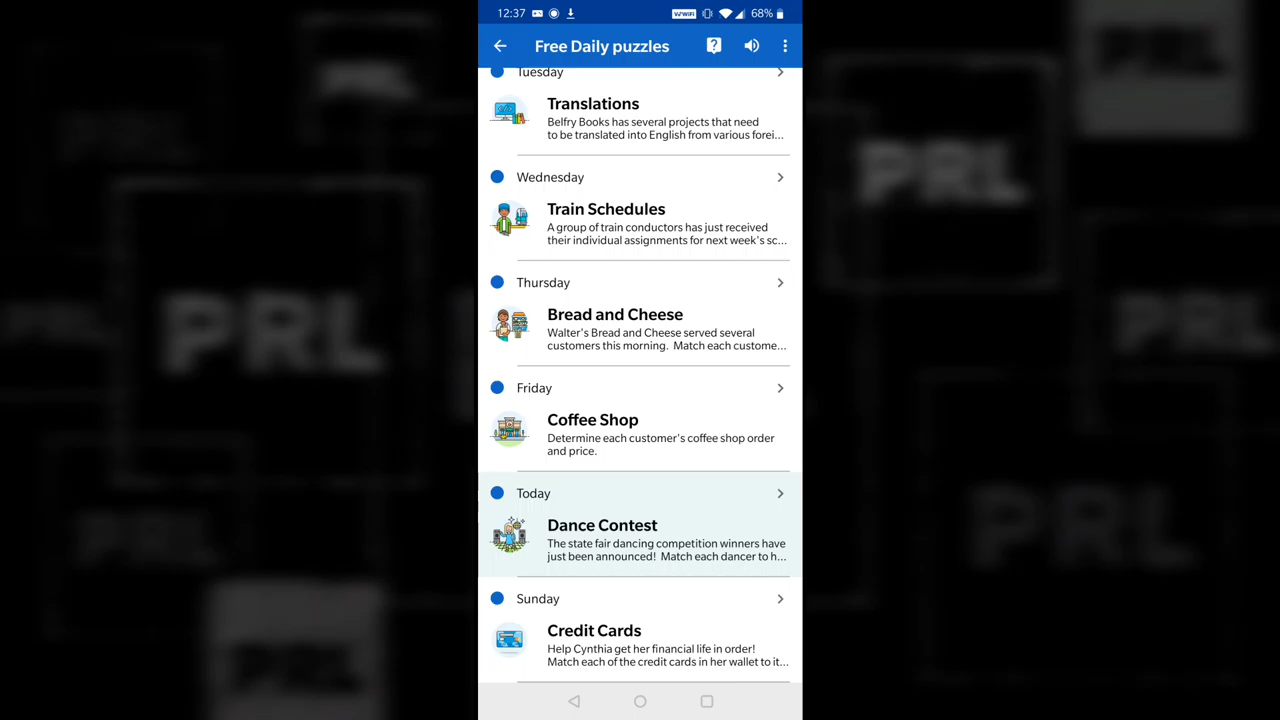 12:37
VoWiFi
68%
Free Daily puzzles
Tuesday
Translations
Belfry Books has several projects that need
to be translated into English from various forei...
Wednesday
Train Schedules
A group of train conductors has just received
their individual assignments for next week's sc...
Thursday
Bread and Cheese
Walter's Bread and Cheese served several
customers this morning.  Match each custome...
Friday
Coffee Shop
Determine each customer's coffee shop order
and price.
Today
Dance Contest
The state fair dancing competition winners have
just been announced!  Match each dancer to h...
Sunday
Credit Cards
Help Cynthia get her financial life in order!
Match each of the credit cards in her wallet to it...
PRL
PRL
PRL
PRL